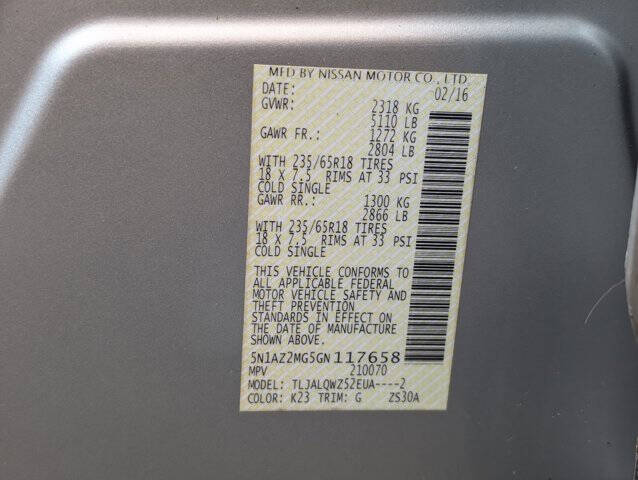 MFD BY NISSAN MOTOR CO., LTD.
DATE: 02/16
GVWR: 2318 KG
5110 LB
GAWR FR.: 1272 KG
2804 LB
WITH 235/65R18 TIRES
18 X 7.5 RIMS AT 33 PSI
COLD SINGLE
GAWR RR.: 1300 KG
2866 LB
WITH 235/65R18 TIRES
18 X 7.5 RIMS AT 33 PSI
COLD SINGLE
THIS VEHICLE CONFORMS TO
ALL APPLICABLE FEDERAL
MOTOR VEHICLE SAFETY AND
THEFT PREVENTION
STANDARDS IN EFFECT ON
THE DATE OF MANUFACTURE
SHOWN ABOVE.
5N1AZ2MG5GN117658
MPV 210070
MODEL: TLJALQWZ52EUA----2
COLOR: K23 TRIM: G ZS30A